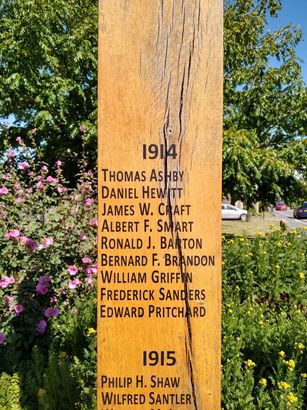 1914
Thomas Ashby
Daniel Hewitt
James W. Craft
Albert F. Smart
Ronald J. Barton
Bernard F. Brandon
William Griffin
Frederick Sanders
Edward Pritchard
1915
Philip H. Shaw
Wilfred Santler